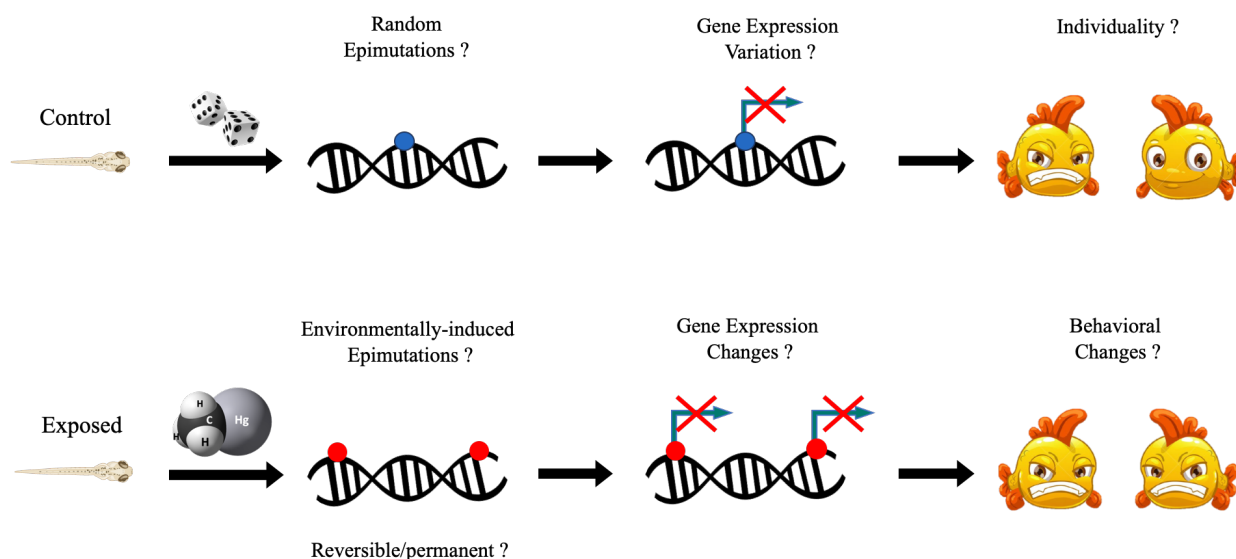 Random
Epimutations ?
Gene Expression
Variation ?
Individuality ?
Control
Environmentally-induced
Epimutations ?
Gene Expression
Changes ?
Behavioral
Changes ?
Exposed
H
C
Hg
H
H
Reversible/permanent ?